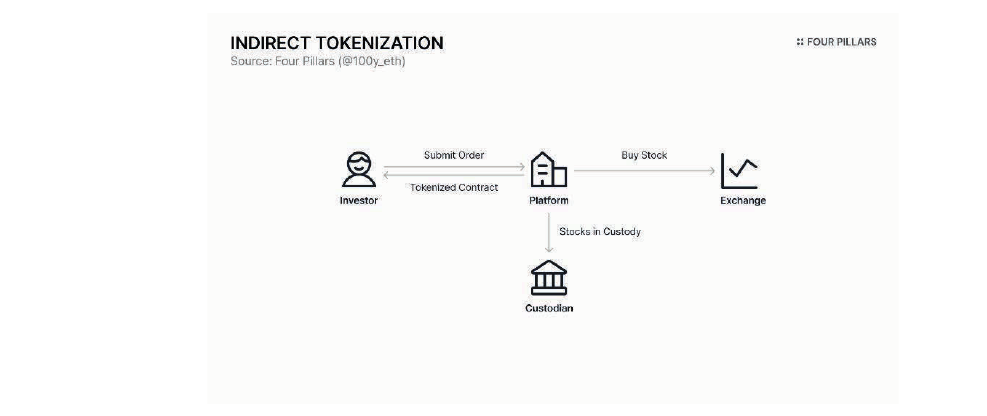 INDIRECT TOKENIZATION
Source: Four Pillars (@100y_eth)
FOUR PILLARS
Submit Order
Buy Stock
Tokenized Contract
Investor
Platform
Exchange
Stocks in Custody
Custodian